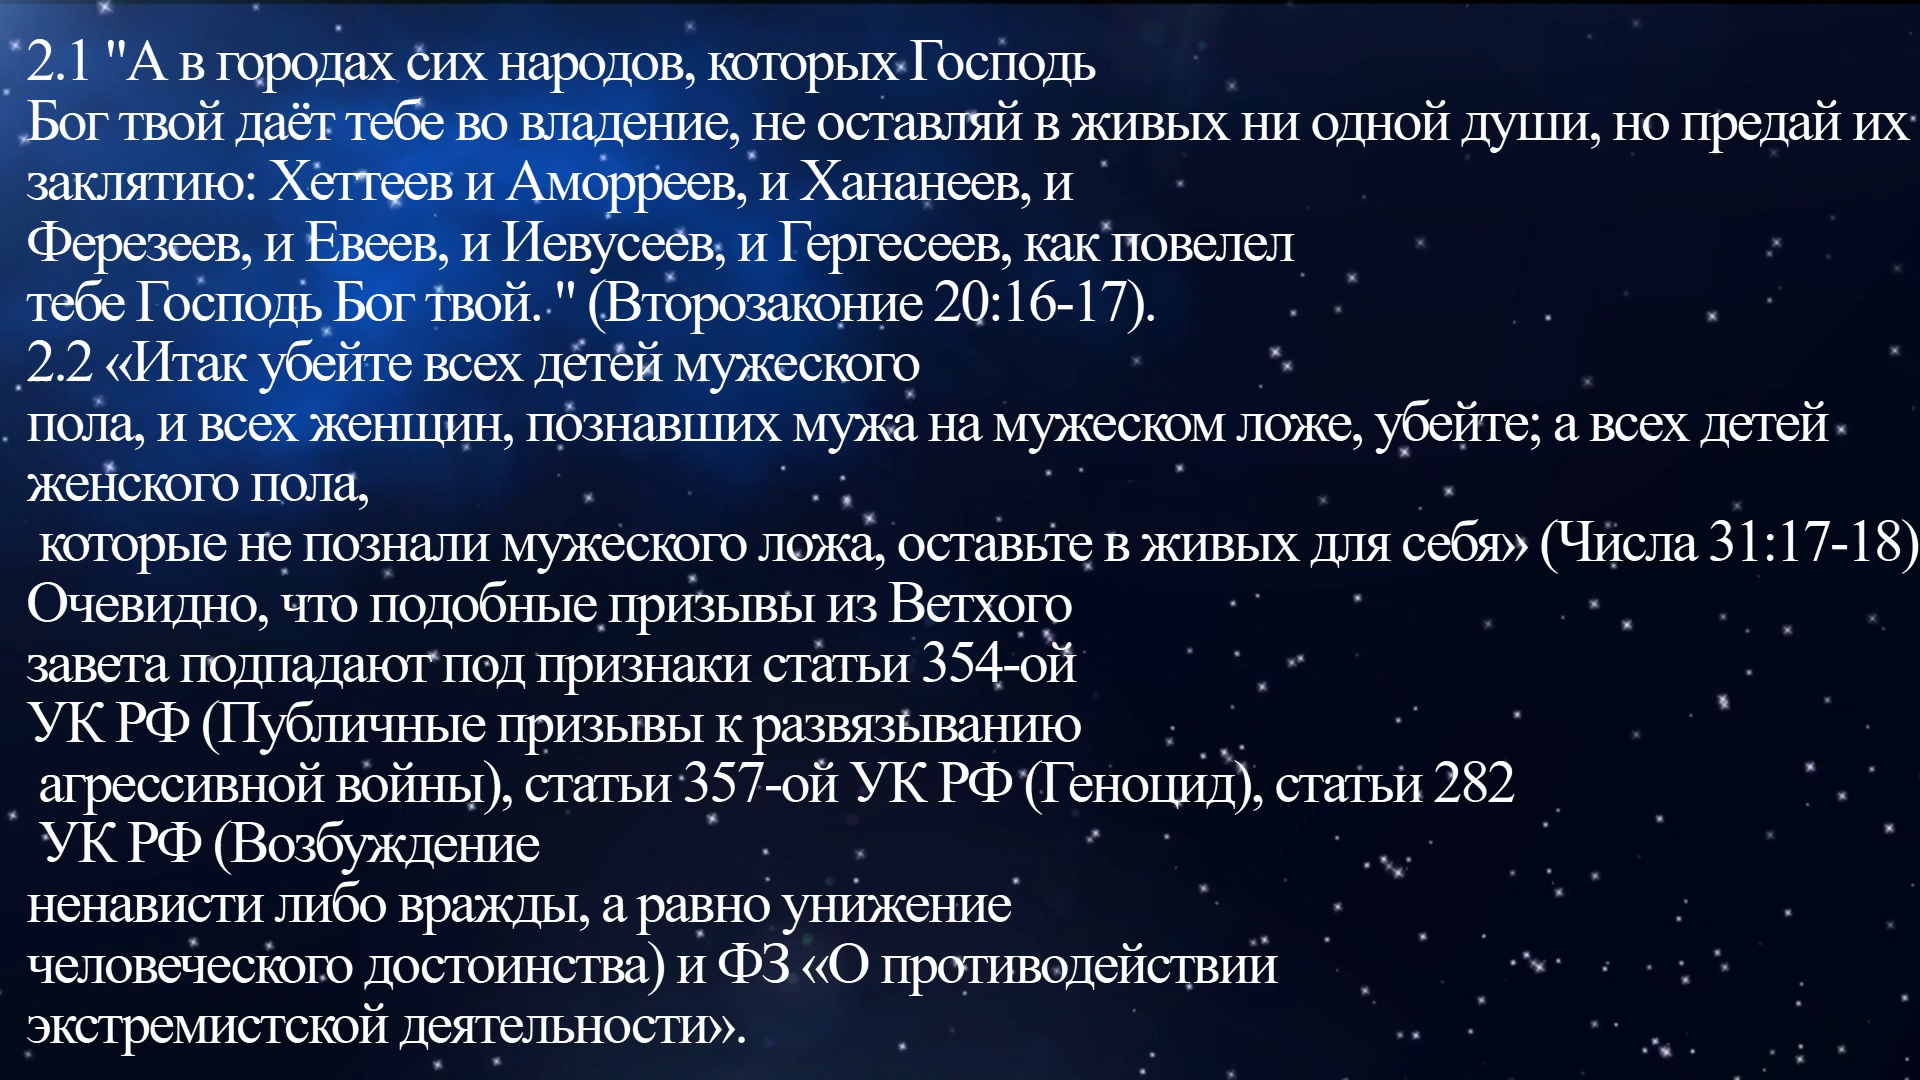 2.1 "А в городах сих народов, которых Господь
Бог твой даёт тебе во владение, не оставляй в живых ни одной души, но предай их
заклятию: Хеттеев и Аморреев, и Хананеев, и
Ферезеев, и Евеев, и Иевусеев, и Гергесеев, как повелел
тебе Господь Бог твой. " (Второзаконие 20:16-17).
2.2 «Итак убейте всех детей мужеского
пола, и всех женщин, познавших мужа на мужеском ложе, убейте; а всех детей
женского пола,
которые не познали мужеского ложа, оставьте в живых для себя» (Числа 31:17-18)
Очевидно, что подобные призывы из Ветхого
завета подпадают под признаки статьи 354-ой
УК РФ (Публичные призывы к развязыванию
агрессивной войны), статьи 357-ой УК РФ (Геноцид), статьи 282
УК РФ (Возбуждение
ненависти либо вражды, а равно унижение
человеческого достоинства) и ФЗ «О противодействии
экстремистской деятельности».